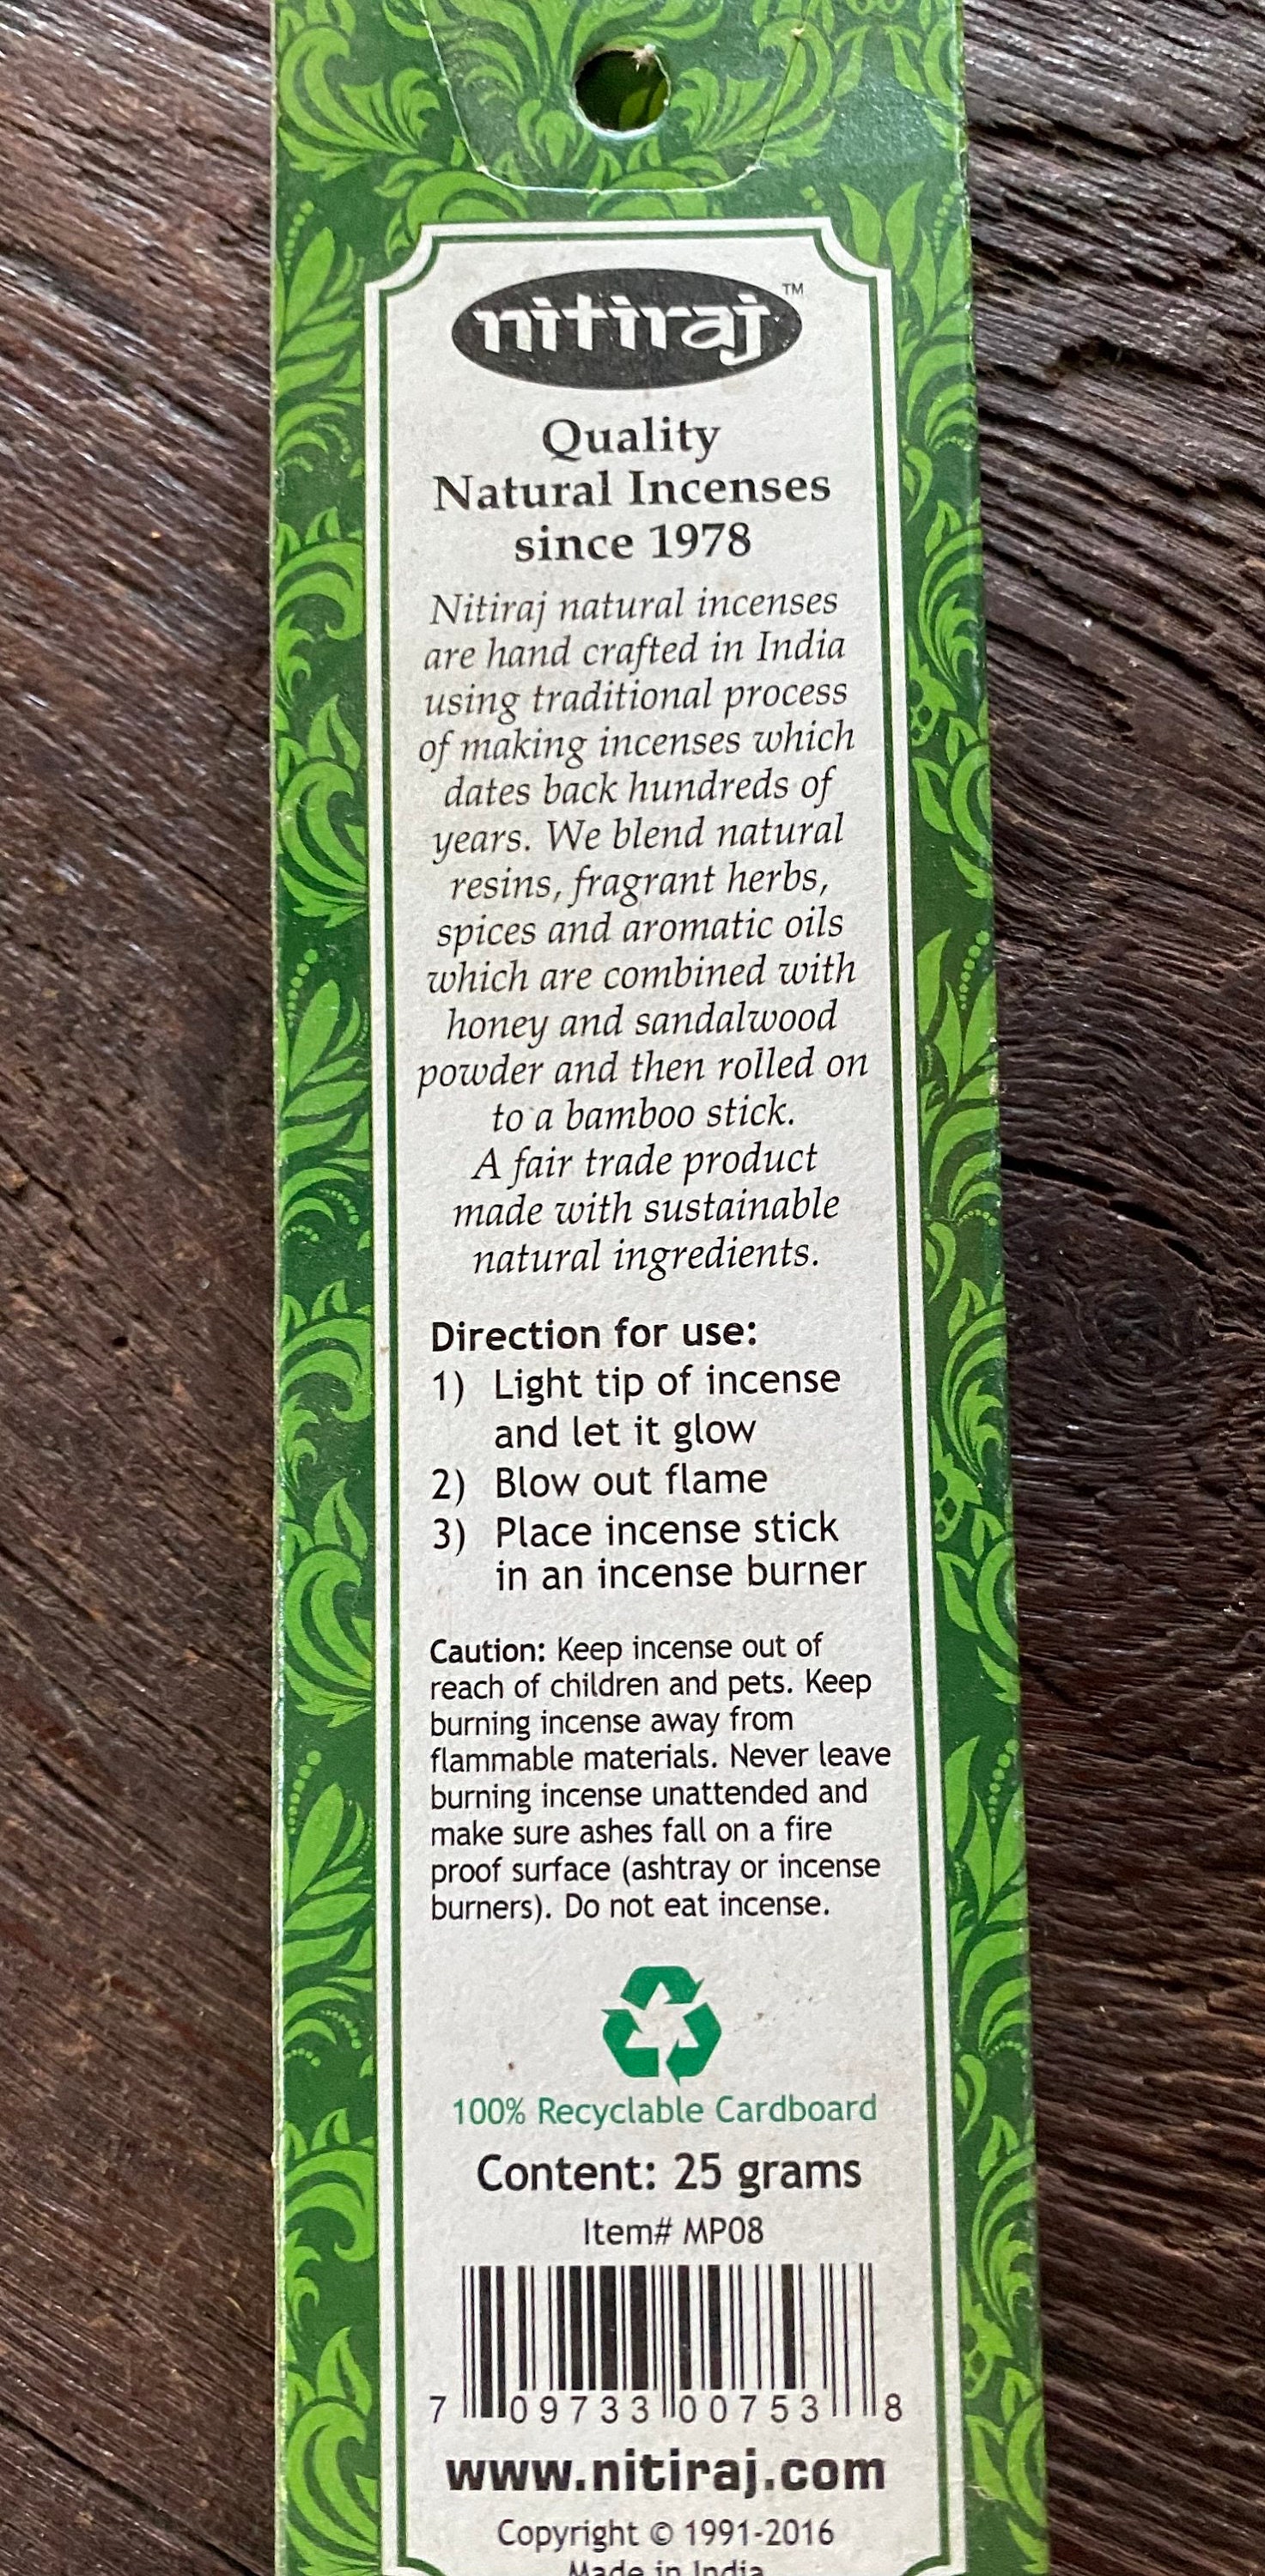 nitiraj™
Quality
Natural Incenses
since 1978
Nitiraj natural incenses
are hand crafted in India
using traditional process
of making incenses which
dates back hundreds of
years. We blend natural
resins, fragrant herbs,
spices and aromatic oils
which are combined with
honey and sandalwood
powder and then rolled on
to a bamboo stick.
A fair trade product
made with sustainable
natural ingredients.
Direction for use:
1) Light tip of incense
and let it glow
2) Blow out flame
3) Place incense stick
in an incense burner
Caution: Keep incense out of
reach of children and pets. Keep
burning incense away from
flammable materials. Never leave
burning incense unattended and
make sure ashes fall on a fire
proof surface (ashtray or incense
burners). Do not eat incense.
100% Recyclable Cardboard
Content: 25 grams
Item# MP08
7 09733 00753 8
www.nitiraj.com
Copyright © 1991-2016
Made in India